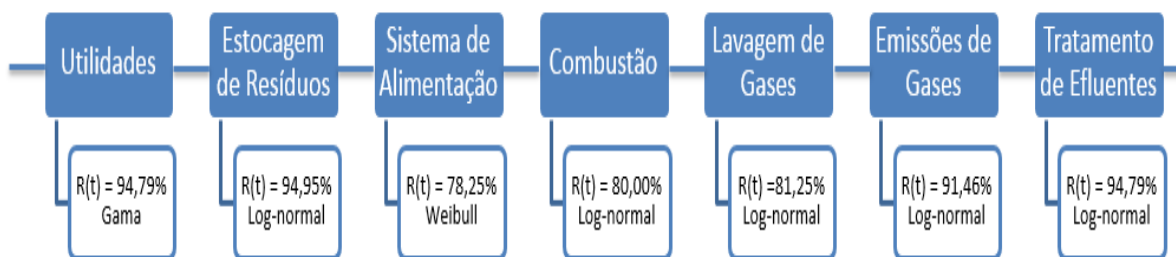 Utilidades
Estocagem
de Resíduos
Sistema de
Alimentação
Combustão
Lavagem de
Gases
Emissões de
Gases
Tratamento
de Efluentes
R(t) = 94,79%
Gama
R(t) = 94,95%
Log-normal
R(t) = 78,25%
Weibull
R(t) = 80,00%
Log-normal
R(t) =81,25%
Log-normal
R(t) = 91,46%
Log-normal
R(t) = 94,79%
Log-normal